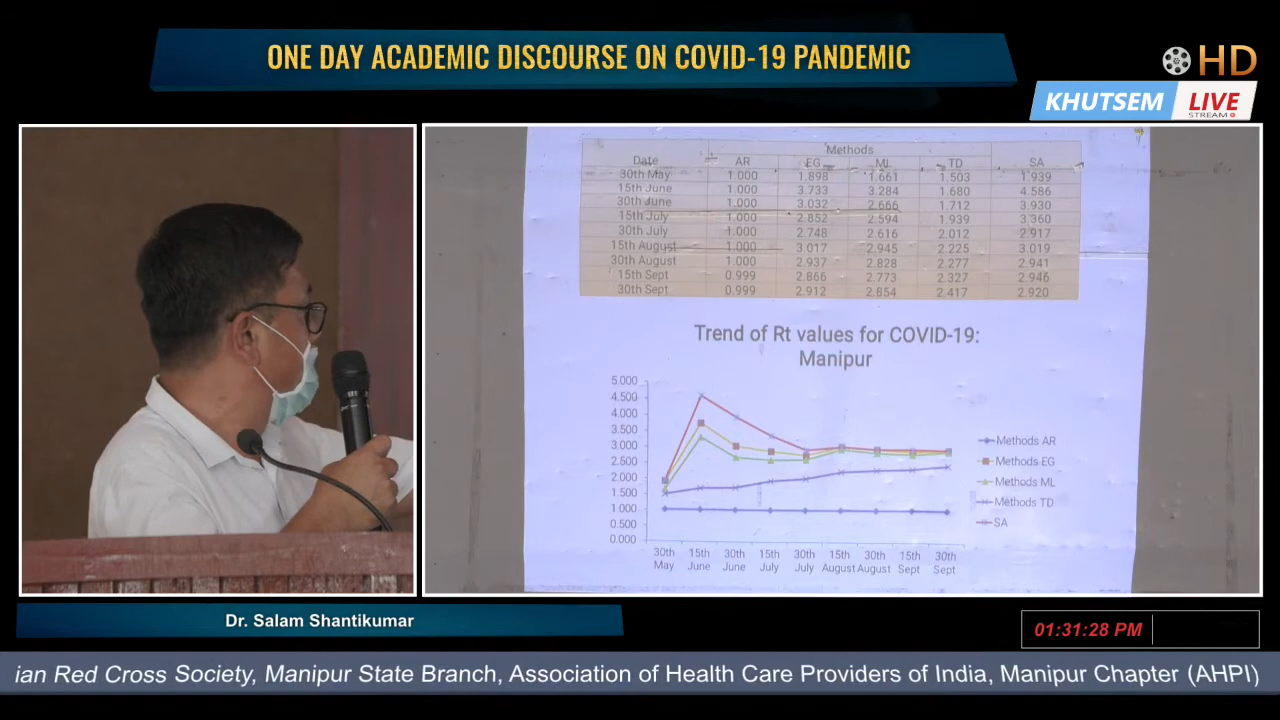 ONE DAY ACADEMIC DISCOURSE ON COVID-19 PANDEMIC
HD
KHUTSEM LIVE
STREAM
Methods
Date AR EG ML TD SA
30th May 1.000 1.898 1.661 1.503 1.939
15th June 1.000 3.733 3.284 1.680 4.586
30th June 1.000 3.032 2.666 1.712 3.930
15th July 1.000 2.852 2.594 1.939 3.360
30th July 1.000 2.748 2.616 2.012 2.917
15th August 1.000 3.017 2.945 2.225 3.019
30th August 1.000 2.937 2.828 2.277 2.941
15th Sept 0.999 2.866 2.773 2.327 2.946
30th Sept 0.999 2.912 2.854 2.417 2.920
Trend of Rt values for COVID-19:
Manipur
5.000
4.500
4.000
3.500
3.000
2.500
2.000
1.500
1.000
0.500
0.000
30th 15th 30th 15th 30th 15th 30th 15th 30th
May June June July July August August Sept Sept
Methods AR
Methods EG
Methods ML
Methods TD
SA
Dr. Salam Shantikumar
01:31:28 PM
ian Red Cross Society, Manipur State Branch, Association of Health Care Providers of India, Manipur Chapter (AHPI)